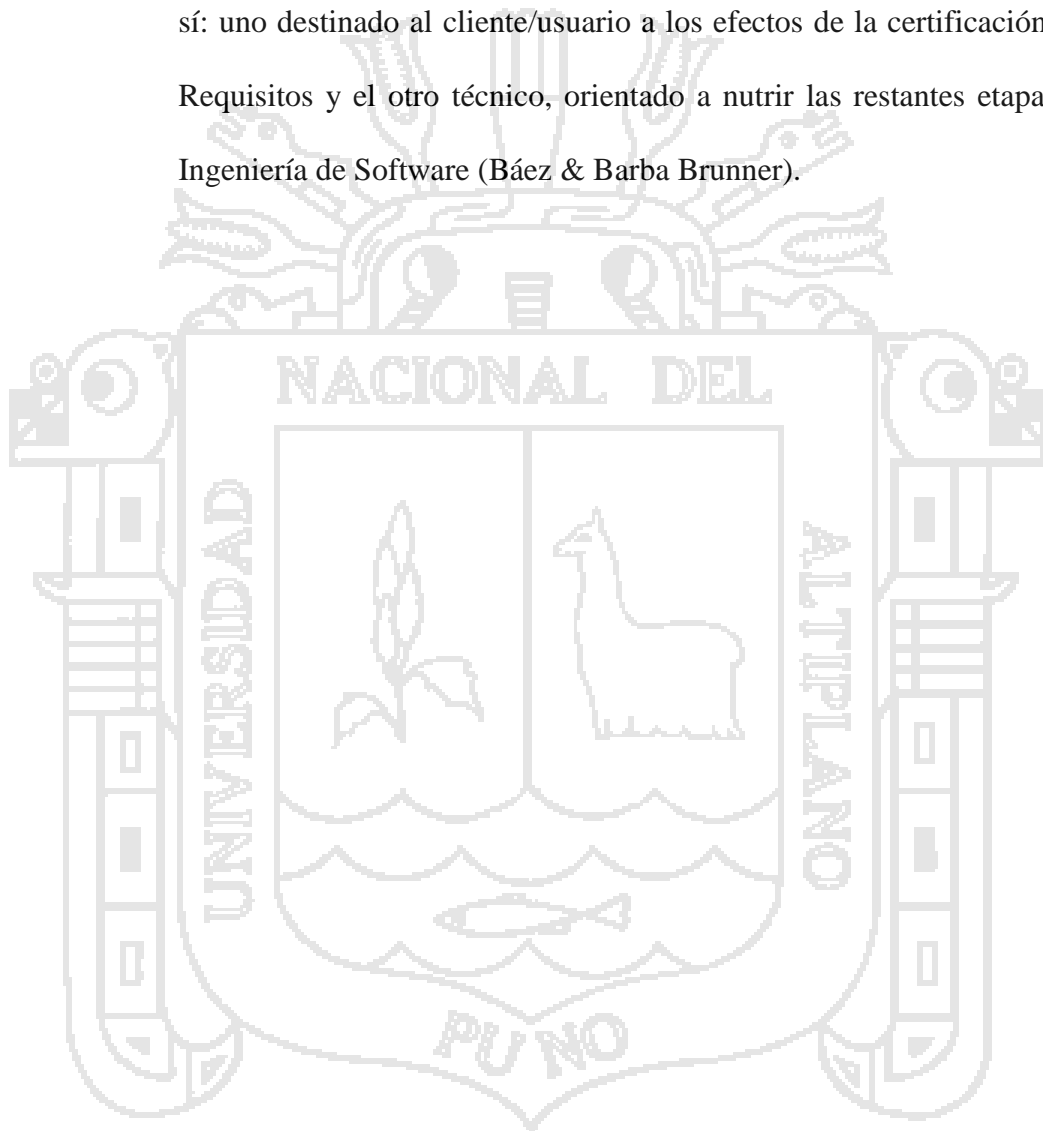 sí: uno destinado al cliente/usuario a los efectos de la certificación
Requisitos y el otro técnico, orientado a nutrir las restantes etapa
Ingeniería de Software (Báez & Barba Brunner).
NACIONAL DEL
UNIVERSIDAD
ALTIPLANO
PUNO